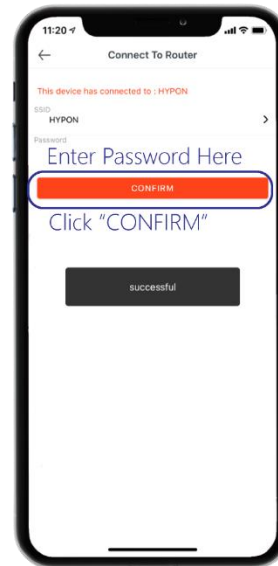 11:20
Connect To Router
This device has connected to : HYPON
SSID
HYPON
Password
Enter Password Here
CONFIRM
Click "CONFIRM"
successful